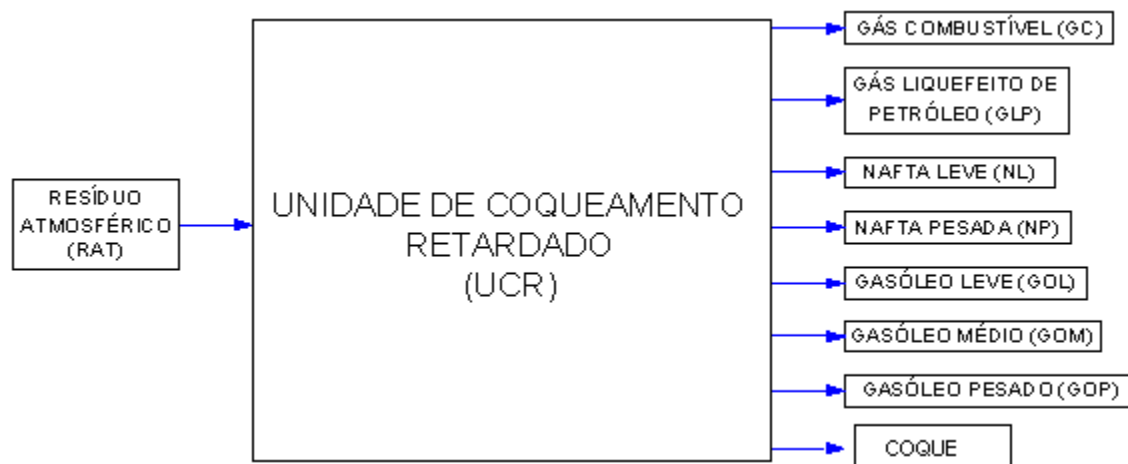 GÁS COMBUSTÍVEL (GC)
GÁS LIQUEFEITO DE
PETRÓLEO (GLP)
NAFTA LEVE (NL)
NAFTA PESADA (NP)
GASÓLEO LEVE (GOL)
GASÓLEO MÉDIO (GOM)
GASÓLEO PESADO (GOP)
COQUE
RESÍDUO
ATMOSFÉRICO
(RAT)
UNIDADE DE COQUEAMENTO
RETARDADO
(UCR)